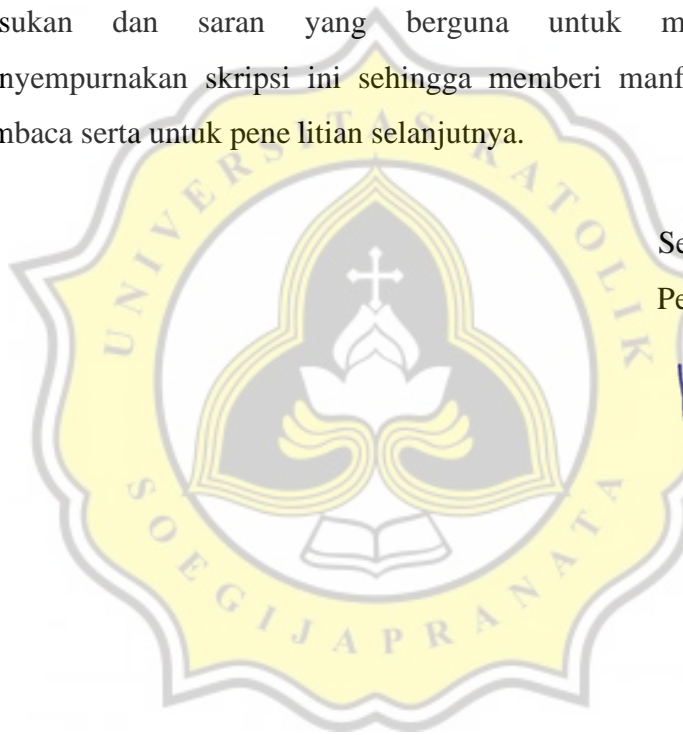 sukan dan saran yang berguna untuk m
nyempurnakan skripsi ini sehingga memberi manf
mbaca serta untuk pene litian selanjutnya.
Se
Pe
UNIVERSITAS KATOLIK
SOEGIJAPRANATA